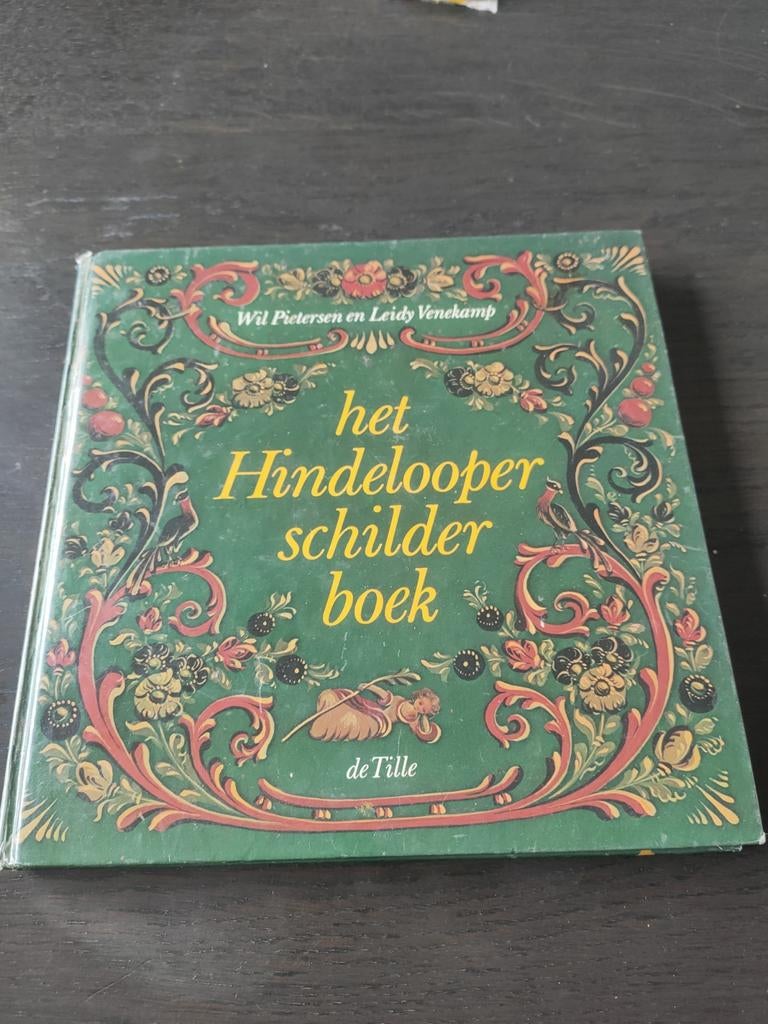 Wil Pietersen en Leidy Venekamp
het
Hindelooper
schilder
boek
de Tille